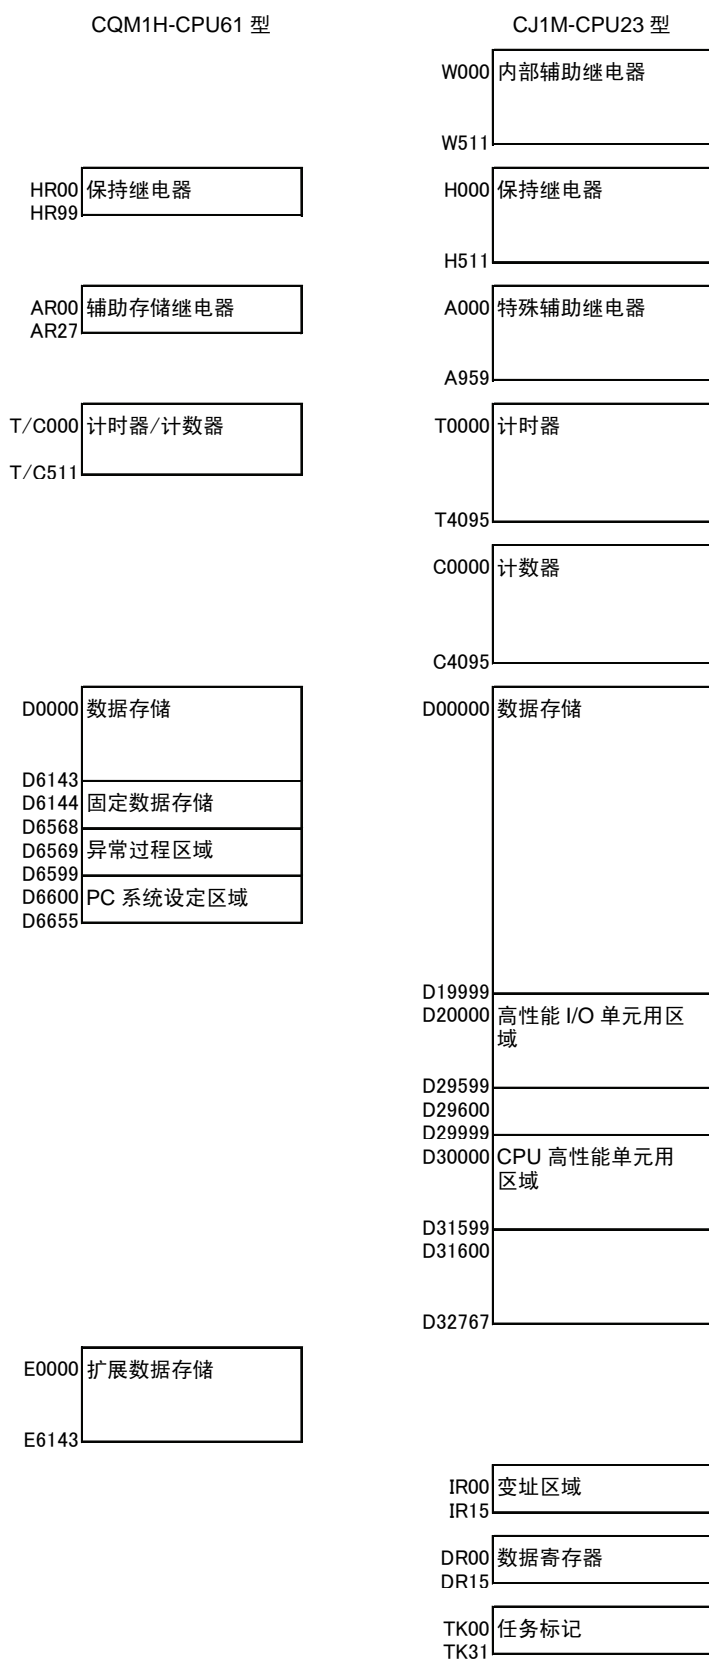 CQM1H-CPU61 型 CJ1M-CPU23 型
W000 内部辅助继电器
W511
HR00 保持继电器 H000 保持继电器
HR99
H511
AR00 辅助存储继电器 A000 特殊辅助继电器
AR27
A959
T/C000 计时器/计数器 T0000 计时器
T/C511
T4095
C0000 计数器
C4095
D0000 数据存储 D00000 数据存储
D6143
D6144 固定数据存储
D6568
D6569 异常过程区域
D6599
D6600 PC 系统设定区域
D6655
D19999
D20000 高性能 I/O 单元用区
域
D29599
D29600
D29999
D30000 CPU 高性能单元用
区域
D31599
D31600
D32767
E0000 扩展数据存储
E6143
IR00 变址区域
IR15
DR00 数据寄存器
DR15
TK00 任务标记
TK31